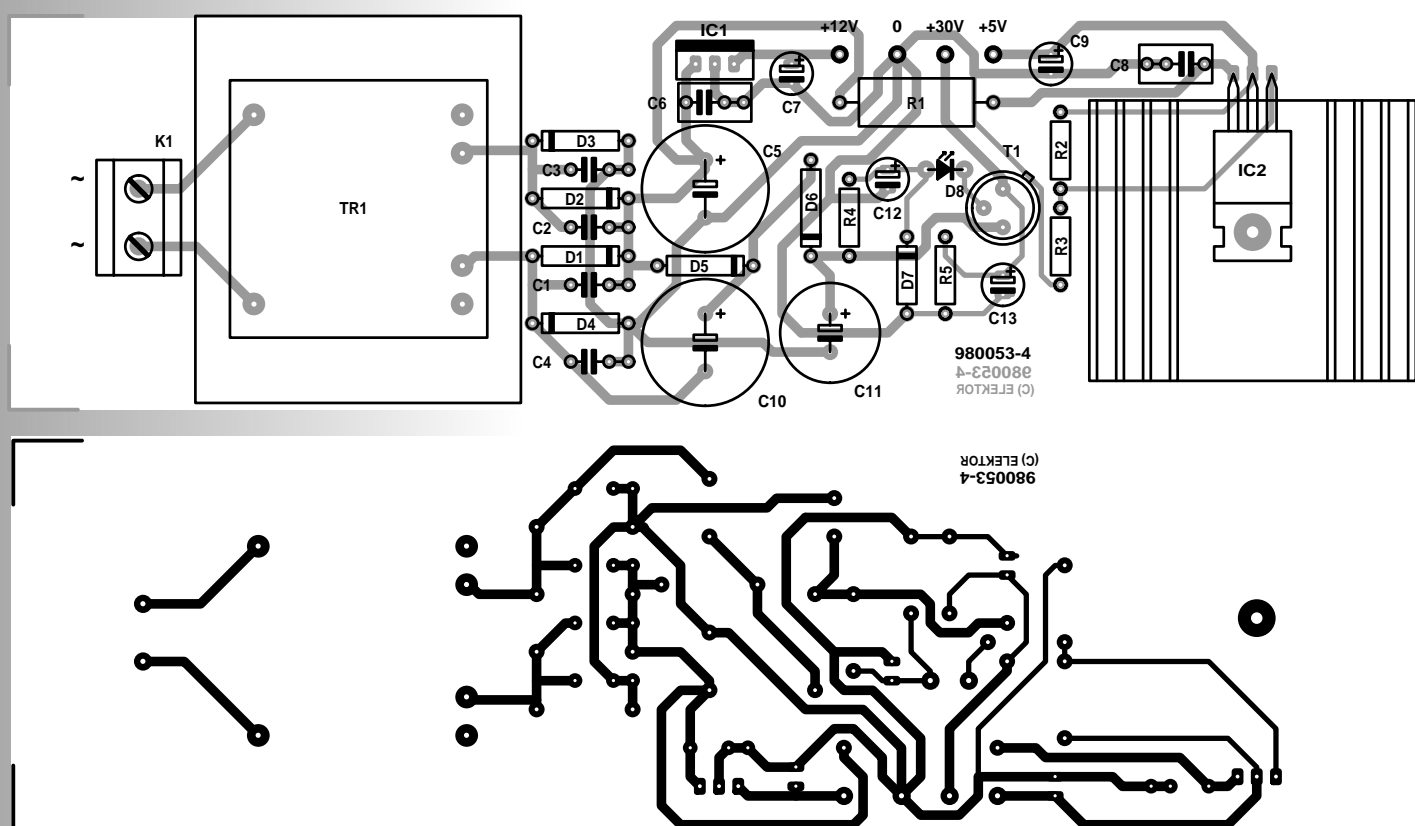 +12V 0 +30V +5V
IC1
C9
C8
K1
C6
C7
R1
D3
C5
T1
R2
IC2
~
C3
D8
TR1
D2
D6
R4
C12
C2
~
D1
D5
D7
R5
R3
C1
C13
D4
+
+
+
+
+
+
+
C4
C10
C11
980053-4
980053-4
(C) ELEKTOR
(C) ELEKTOR
980053-4